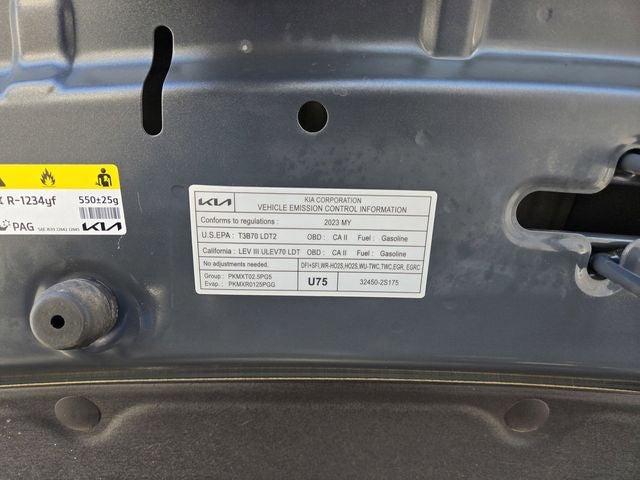 R-1234yf 550±25g
PAG KIA
KIA KIA CORPORATION
VEHICLE EMISSION CONTROL INFORMATION
Conforms to regulations : 2023 MY
U.S.EPA : T3B70 LDT2 OBD : CA II Fuel : Gasoline
California : LEV III ULEV70 LDT OBD : CA II Fuel : Gasoline
No adjustments needed. DFI+SFI,WR-HO2S,HO2S,WU-TWC,TWC,EGR, EGRC
Group : PKMXT02.5PG5
Evap. : PKMXR0125PGG
U75 32450-2S175